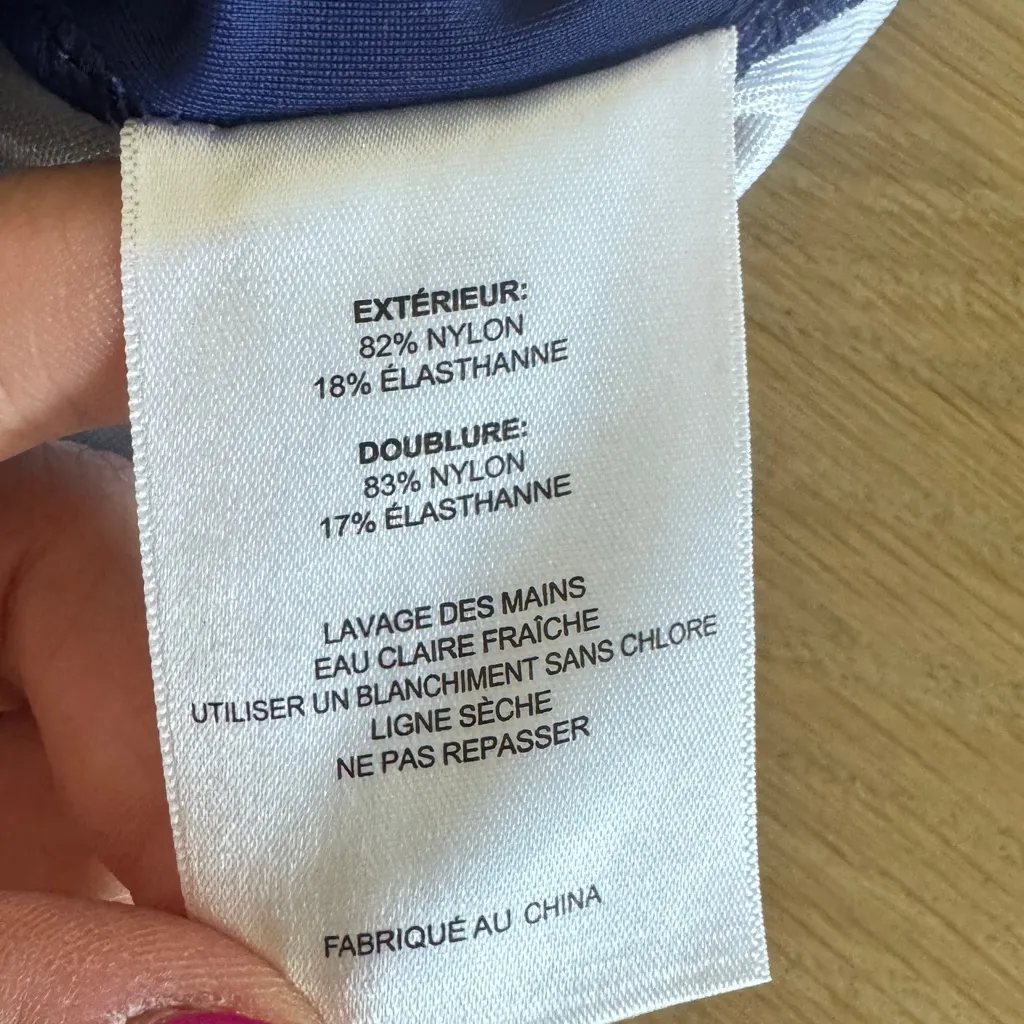 EXTÉRIEUR:
82% NYLON
18% ÉLASTHANNE
DOUBLURE:
83% NYLON
17% ÉLASTHANNE
LAVAGE DES MAINS
EAU CLAIRE FRAÎCHE
UTILISER UN BLANCHIMENT SANS CHLORE
LIGNE SÈCHE
NE PAS REPASSER
FABRIQUÉ AU CHINA